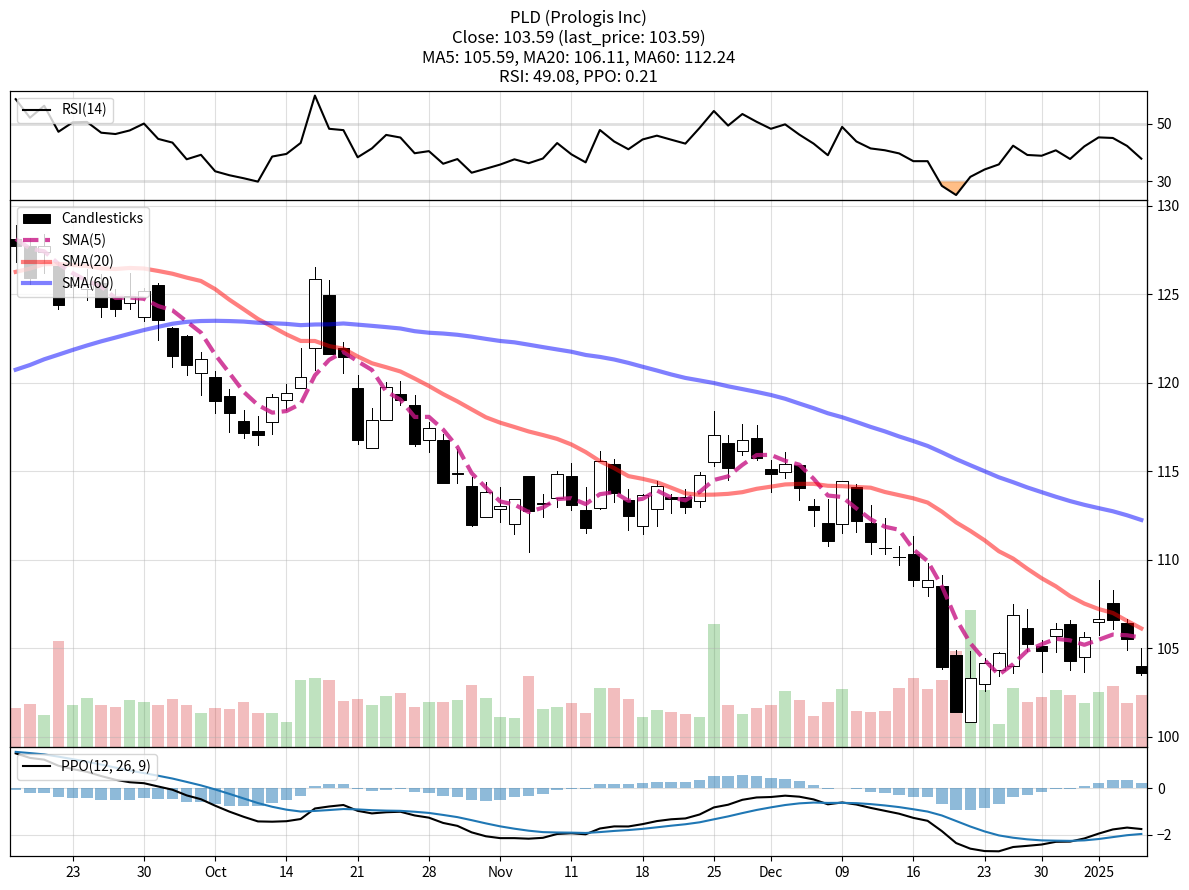 PLD (Prologis Inc)
Close: 103.59 (last_price: 103.59)
MA5: 105.59, MA20: 106.11, MA60: 112.24
RSI: 49.08, PPO: 0.21
RSI(14)
50
30
Candlesticks
SMA(5)
SMA(20)
SMA(60)
130
125
120
115
110
105
100
PPO(12, 26, 9)
0
−2
23
30
Oct
14
21
28
Nov
11
18
25
Dec
09
16
23
30
2025